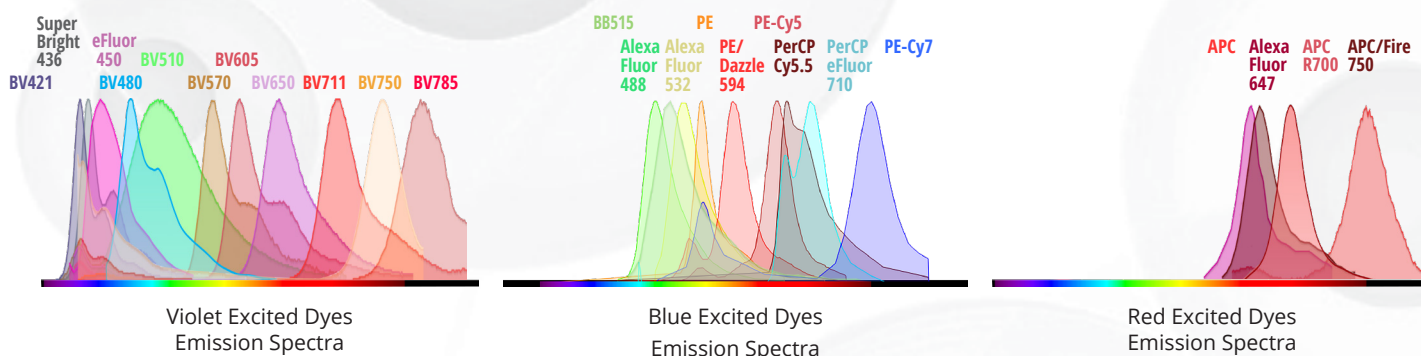 Super
Bright
436
eFluor
450
BV421
BV480
BV510
BV570
BV605
BV650
BV711
BV750
BV785
Violet Excited Dyes
Emission Spectra
BB515
PE
PE-Cy5
Alexa
Fluor
488
Alexa
Fluor
532
PE/
Dazzle
594
PerCP
Cy5.5
PerCP
eFluor
710
PE-Cy7
Blue Excited Dyes
Emission Spectra
APC
Alexa
Fluor
647
APC
R700
APC/Fire
750
Red Excited Dyes
Emission Spectra